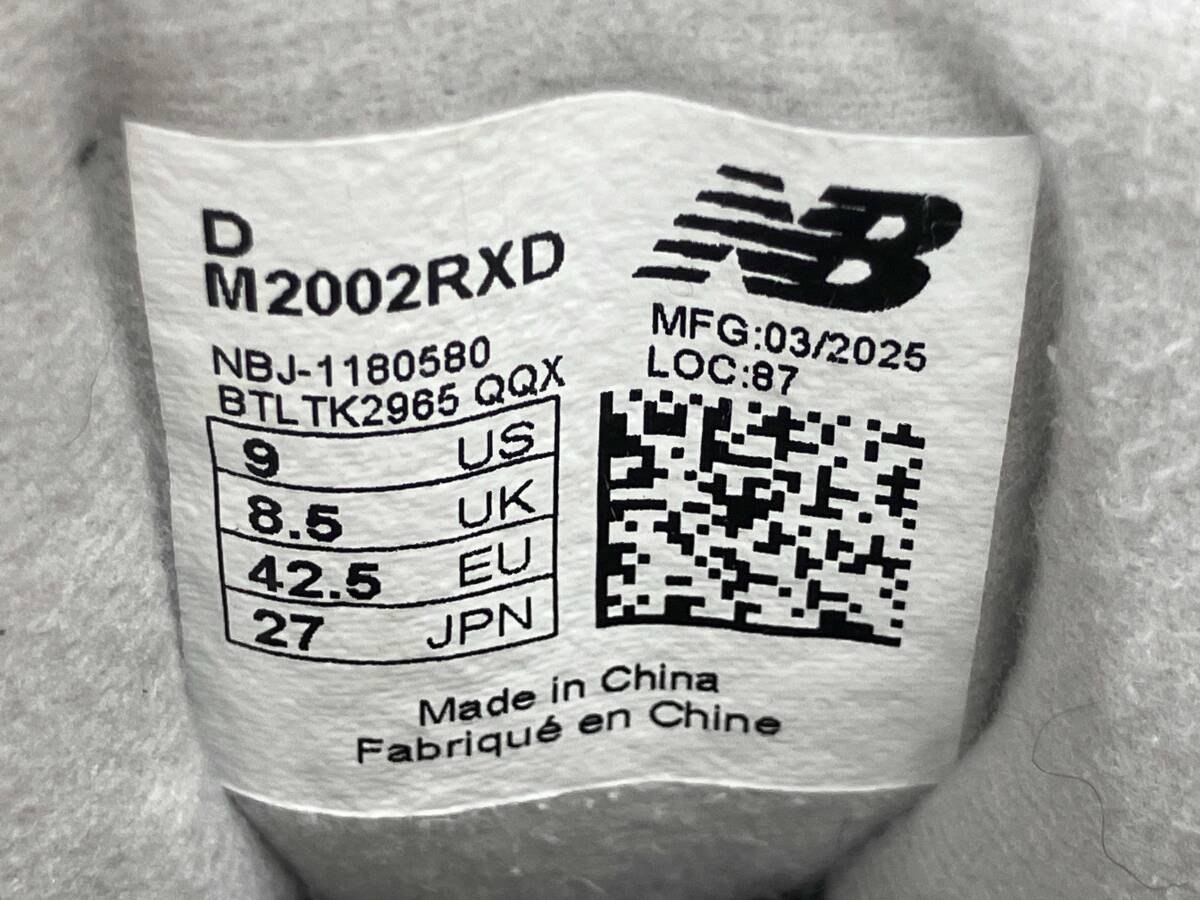 D
M2002RXD
NBJ-1180580
BTLTK2965 QQX
9 US
8.5 UK
42.5 EU
27 JPN
NB
MFG:03/2025
LOC:87
Made in China
Fabriqué en Chine